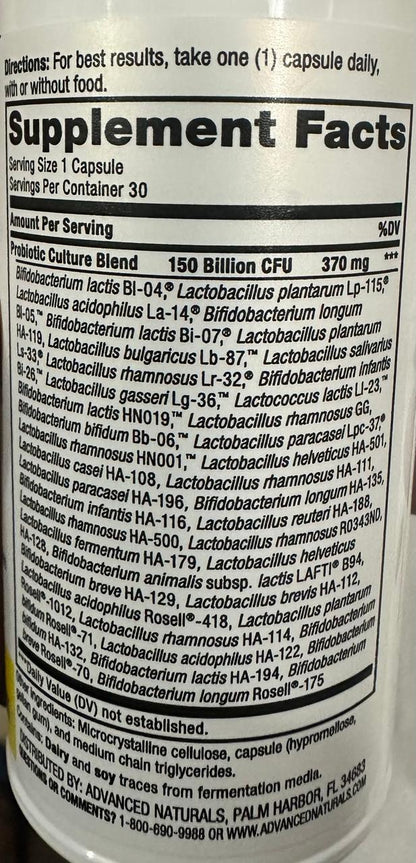 Directions: For best results, take one (1) capsule daily,
with or without food.
Supplement Facts
Serving Size 1 Capsule
Servings Per Container 30
Amount Per Serving %DV
Probiotic Culture Blend 150 Billion CFU 370 mg ***
Bifidobacterium lactis Bl-04,® Lactobacillus plantarum Lp-115,®
Lactobacillus acidophilus La-14,® Bifidobacterium longum
Bl-05,™ Bifidobacterium lactis Bi-07,® Lactobacillus plantarum
HA-119, Lactobacillus bulgaricus Lb-87,™ Lactobacillus salivarius
Ls-33® Lactobacillus rhamnosus Lr-32,® Bifidobacterium infantis
Bi-26,™ Lactobacillus gasseri Lg-36,™ Lactococcus lactis Ll-23,™
Bifidobacterium lactis HN019,™ Lactobacillus rhamnosus GG,
Bifidobacterium bifidum Bb-06,™ Lactobacillus paracasei Lpc-37,®
Lactobacillus rhamnosus HN001,™ Lactobacillus helveticus HA-501,
Lactobacillus casei HA-108, Lactobacillus rhamnosus HA-111,
Lactobacillus paracasei HA-196, Bifidobacterium longum HA-135,
Bifidobacterium infantis HA-116, Lactobacillus reuteri HA-188,
Lactobacillus rhamnosus HA-500, Lactobacillus rhamnosus R0343ND,
Lactobacillus fermentum HA-179, Lactobacillus helveticus
HA-128, Bifidobacterium animalis subsp. lactis LAFTI® B94,
Bifidobacterium breve HA-129, Lactobacillus brevis HA-112,
Lactobacillus acidophilus Rosell®-418, Lactobacillus plantarum
Rosell®-1012, Lactobacillus rhamnosus HA-114, Bifidobacterium
bifidum Rosell®-71, Lactobacillus acidophilus HA-122, Bifidobacterium
bifidum HA-132, Bifidobacterium lactis HA-194, Bifidobacterium
breve Rosell®-70, Bifidobacterium longum Rosell®-175
***Daily Value (DV) not established.
Other Ingredients: Microcrystalline cellulose, capsule (hypromellose,
gellan gum), and medium chain triglycerides.
Contains: Dairy and soy traces from fermentation media.
DISTRIBUTED BY: ADVANCED NATURALS, PALM HARBOR, FL 34683
QUESTIONS OR COMMENTS? 1-800-690-9988 OR WWW.ADVANCEDNATURALS.COM